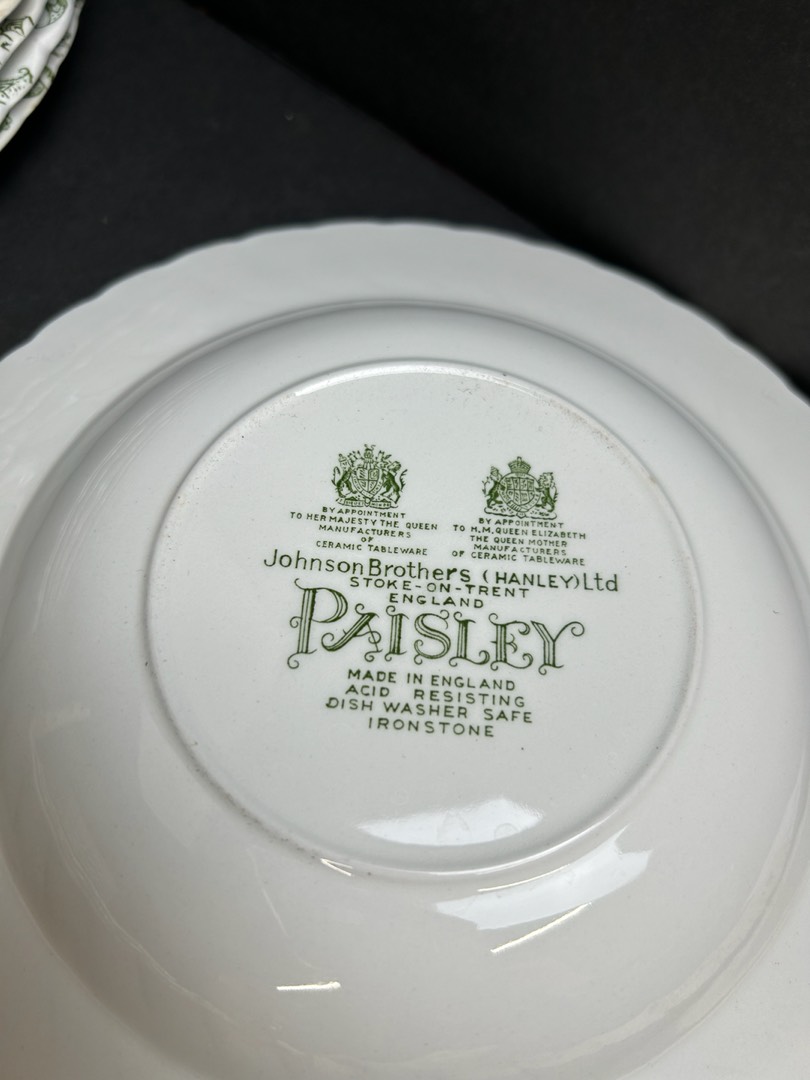 BY APPOINTMENT
TO HER MAJESTY THE QUEEN
MANUFACTURERS
OF
CERAMIC TABLEWARE
BY APPOINTMENT
TO H.M. QUEEN ELIZABETH
THE QUEEN MOTHER
MANUFACTURERS
OF CERAMIC TABLEWARE
Johnson Brothers (HANLEY) Ltd
STOKE-ON-TRENT
ENGLAND
PAISLEY
MADE IN ENGLAND
ACID RESISTING
DISH WASHER SAFE
IRONSTONE